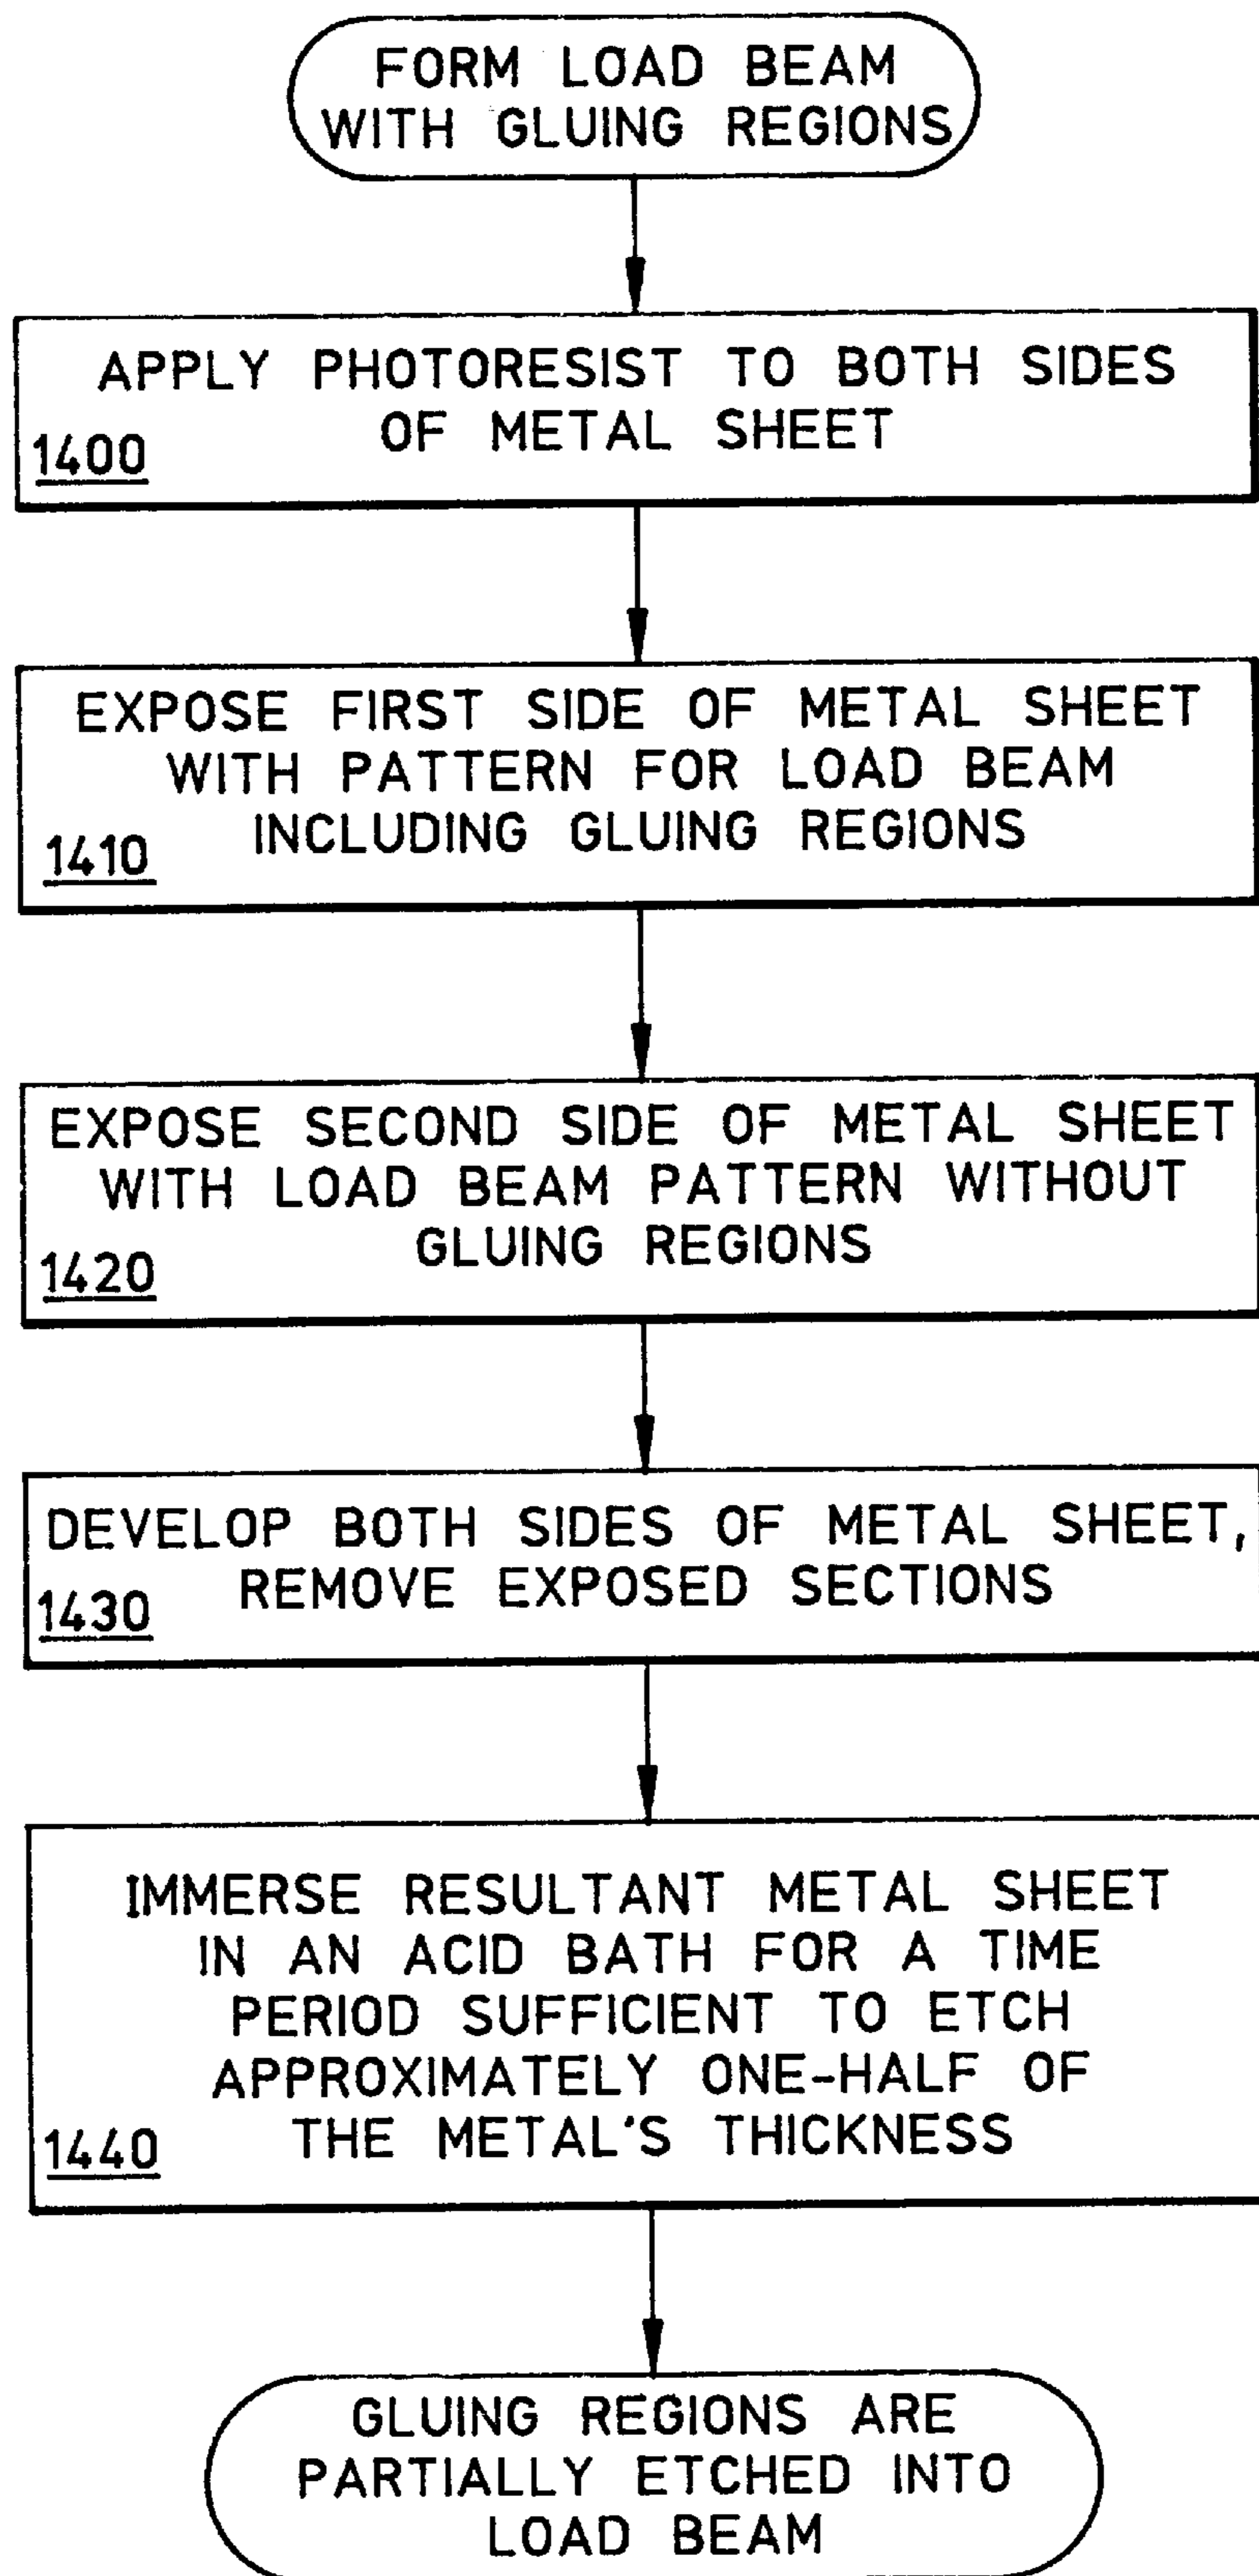 FORM LOAD BEAM
WITH GLUING REGIONS
APPLY PHOTORESIST TO BOTH SIDES
OF METAL SHEET
1400
EXPOSE FIRST SIDE OF METAL SHEET
WITH PATTERN FOR LOAD BEAM
INCLUDING GLUING REGIONS
1410
EXPOSE SECOND SIDE OF METAL SHEET
WITH LOAD BEAM PATTERN WITHOUT
GLUING REGIONS
1420
DEVELOP BOTH SIDES OF METAL SHEET,
REMOVE EXPOSED SECTIONS
1430
IMMERSE RESULTANT METAL SHEET
IN AN ACID BATH FOR A TIME
PERIOD SUFFICIENT TO ETCH
APPROXIMATELY ONE-HALF OF
THE METAL'S THICKNESS
1440
GLUING REGIONS ARE
PARTIALLY ETCHED INTO
LOAD BEAM